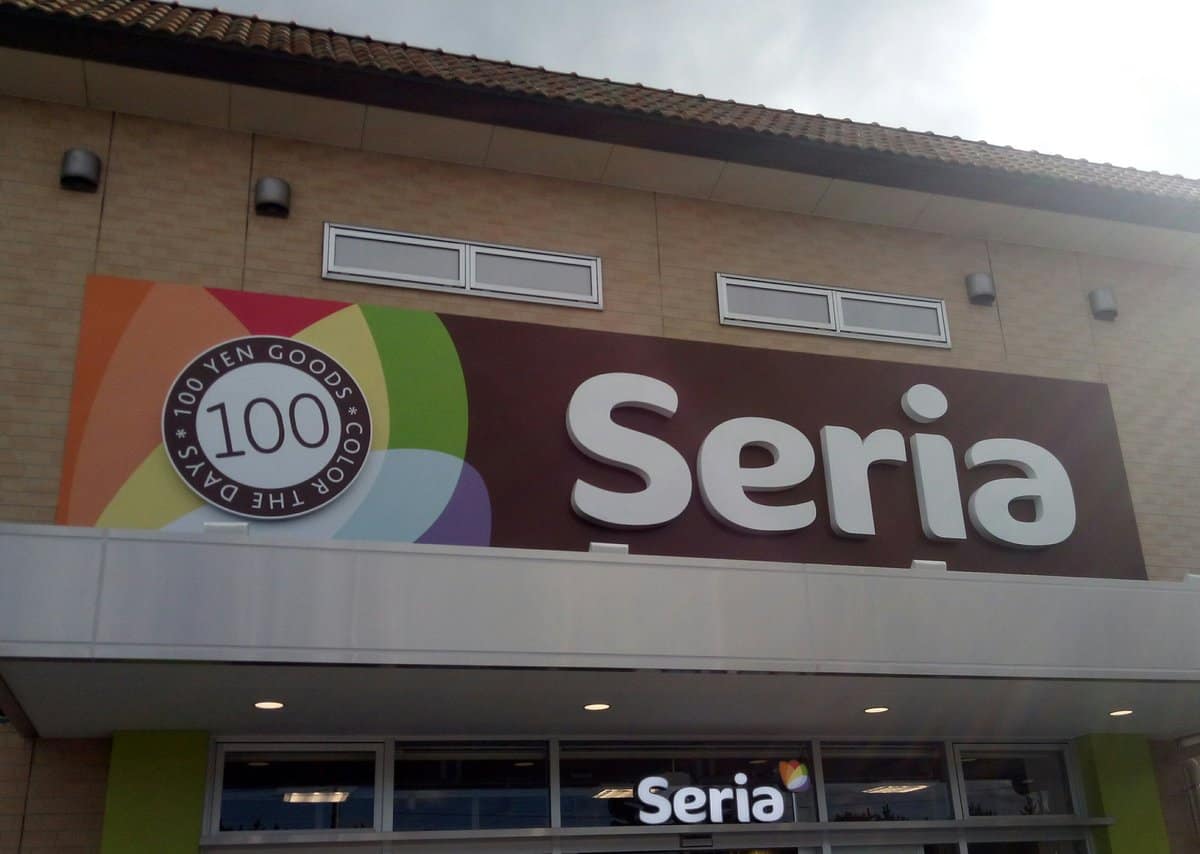 * 100 YEN GOODS * COLOR THE DAYS
100
Seria
Seria